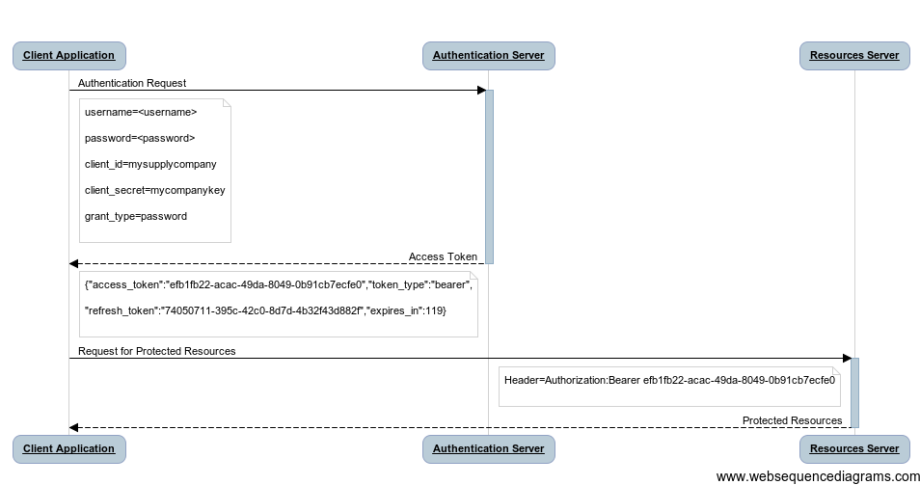 Client Application
Authentication Server
Resources Server
Authentication Request
username=<username>
password=<password>
client_id=mysupplycompany
client_secret=mycompanykey
grant_type=password
Access Token
{"access_token":"efb1fb22-acac-49da-8049-0b91cb7ecfe0","token_type":"bearer",
"refresh_token":"74050711-395c-42c0-8d7d-4b32f43d882f","expires_in":119}
Request for Protected Resources
Header=Authorization:Bearer efb1fb22-acac-49da-8049-0b91cb7ecfe0
Protected Resources
Client Application
Authentication Server
Resources Server
www.websequencediagrams.com